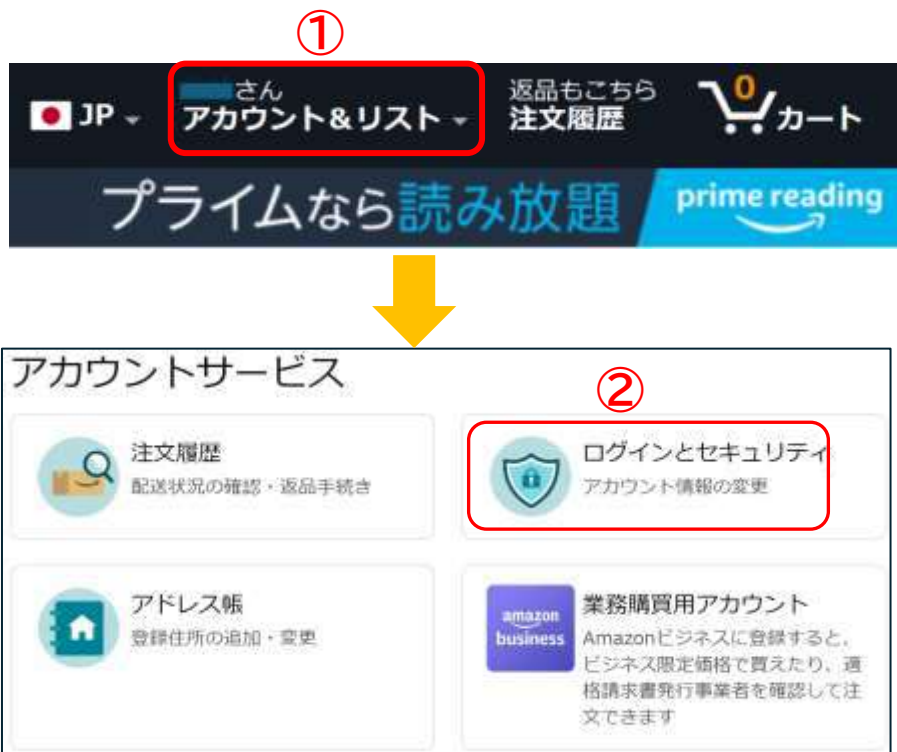 ①
さん
JP
アカウント&リスト
返品もこちら
注文履歴
0
カート
プライムなら読み放題
prime reading
アカウントサービス
②
注文履歴
配送状況の確認・返品手続き
ログインとセキュリティ
アカウント情報の変更
アドレス帳
登録住所の追加・変更
amazon
business
業務購買用アカウント
Amazonビジネスに登録すると、
ビジネス限定価格で買えたり、適
格請求書発行事業者を確認して注
文できます